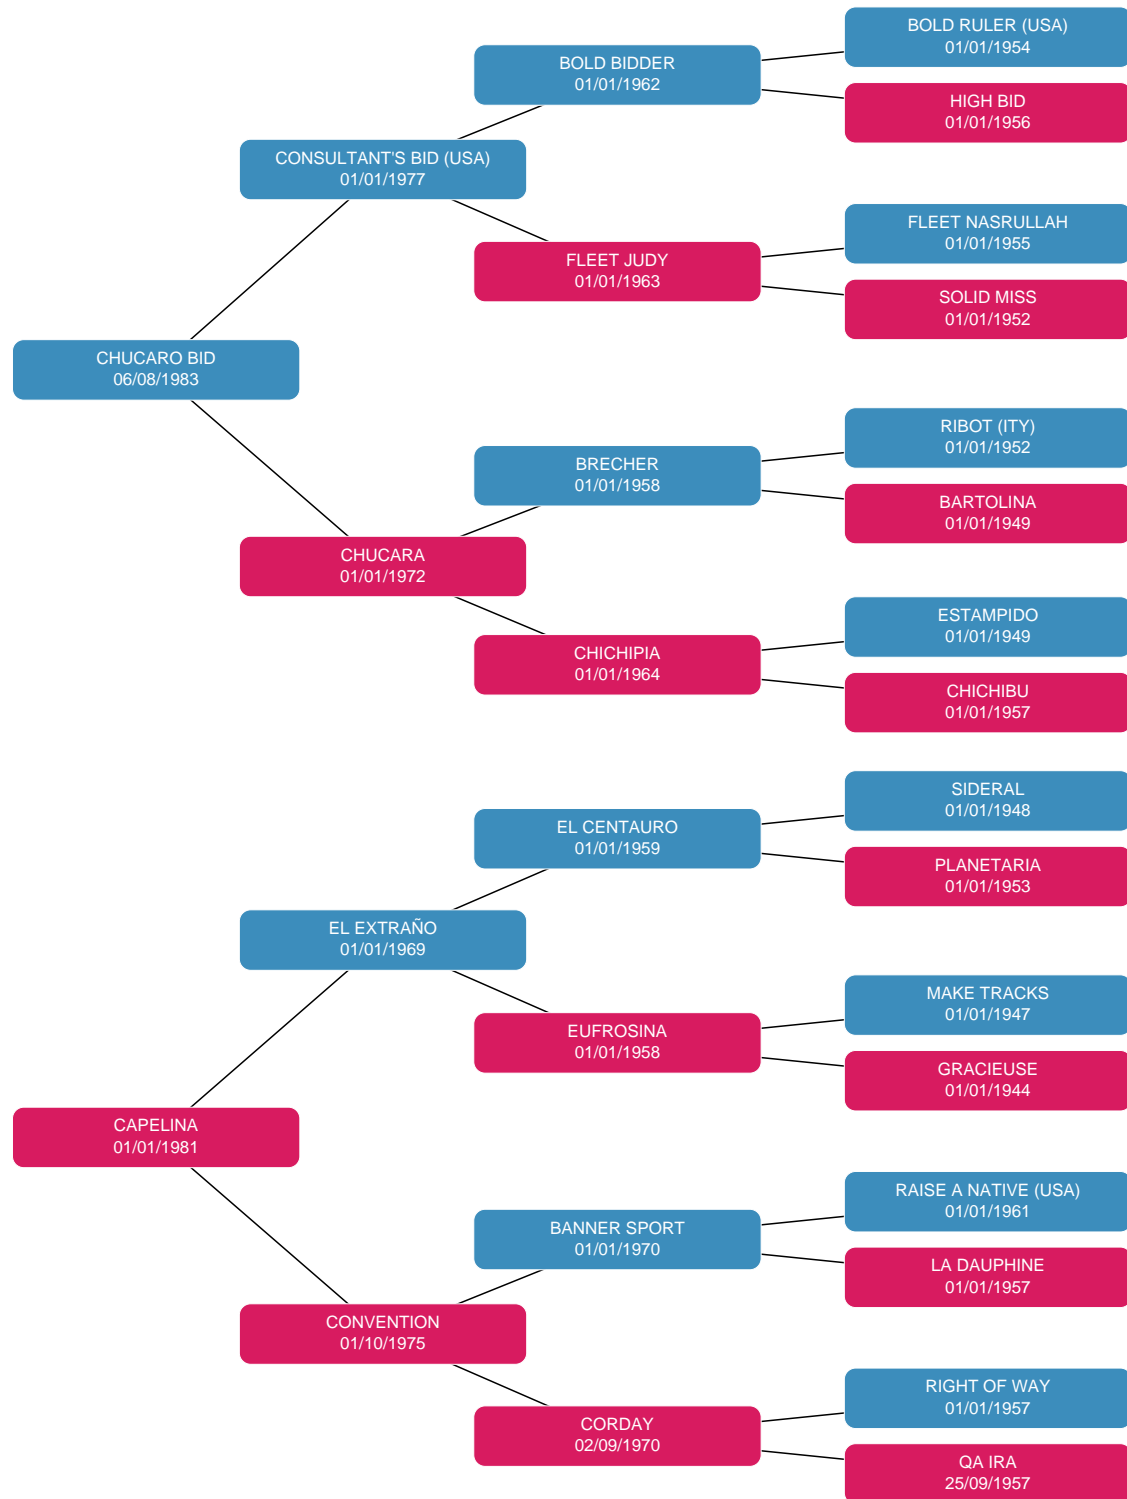 BOLD RULER (USA)
01/01/1954
BOLD BIDDER
01/01/1962
HIGH BID
01/01/1956
CONSULTANT'S BID (USA)
01/01/1977
FLEET NASRULLAH
01/01/1955
FLEET JUDY
01/01/1963
SOLID MISS
01/01/1952
CHUCARO BID
06/08/1983
RIBOT (ITY)
01/01/1952
BRECHER
01/01/1958
BARTOLINA
01/01/1949
CHUCARA
01/01/1972
ESTAMPIDO
01/01/1949
CHICHIPIA
01/01/1964
CHICHIBU
01/01/1957
SIDERAL
01/01/1948
EL CENTAURO
01/01/1959
PLANETARIA
01/01/1953
EL EXTRAÑO
01/01/1969
MAKE TRACKS
01/01/1947
EUFROSINA
01/01/1958
GRACIEUSE
01/01/1944
CAPELINA
01/01/1981
RAISE A NATIVE (USA)
01/01/1961
BANNER SPORT
01/01/1970
LA DAUPHINE
01/01/1957
CONVENTION
01/10/1975
RIGHT OF WAY
01/01/1957
CORDAY
02/09/1970
QA IRA
25/09/1957